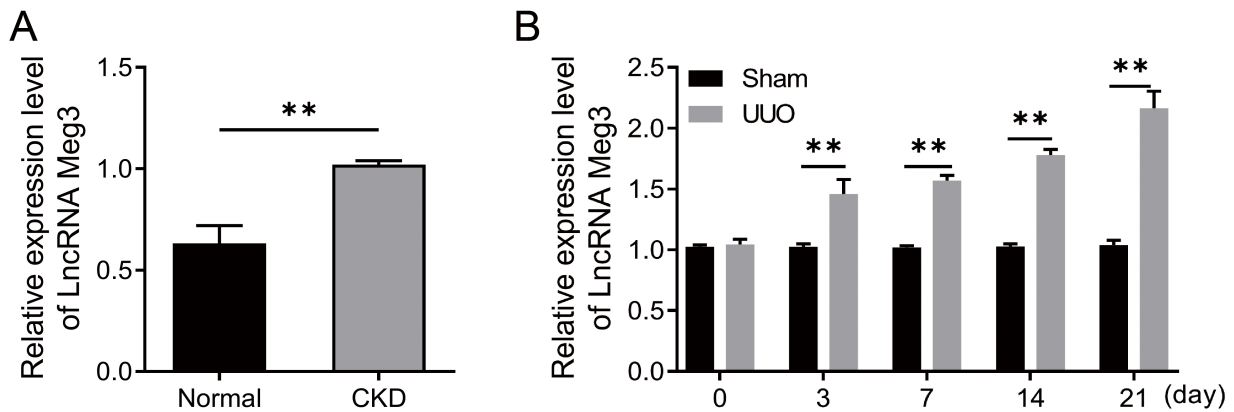 A
Relative expression level
of LncRNA Meg3
1.5
1.0
0.5
0.0
**
Normal CKD
B
Relative expression level
of LncRNA Meg3
2.5
2.0
1.5
1.0
0.5
0.0
Sham
UUO
**
**
**
**
0 3 7 14 21 (day)